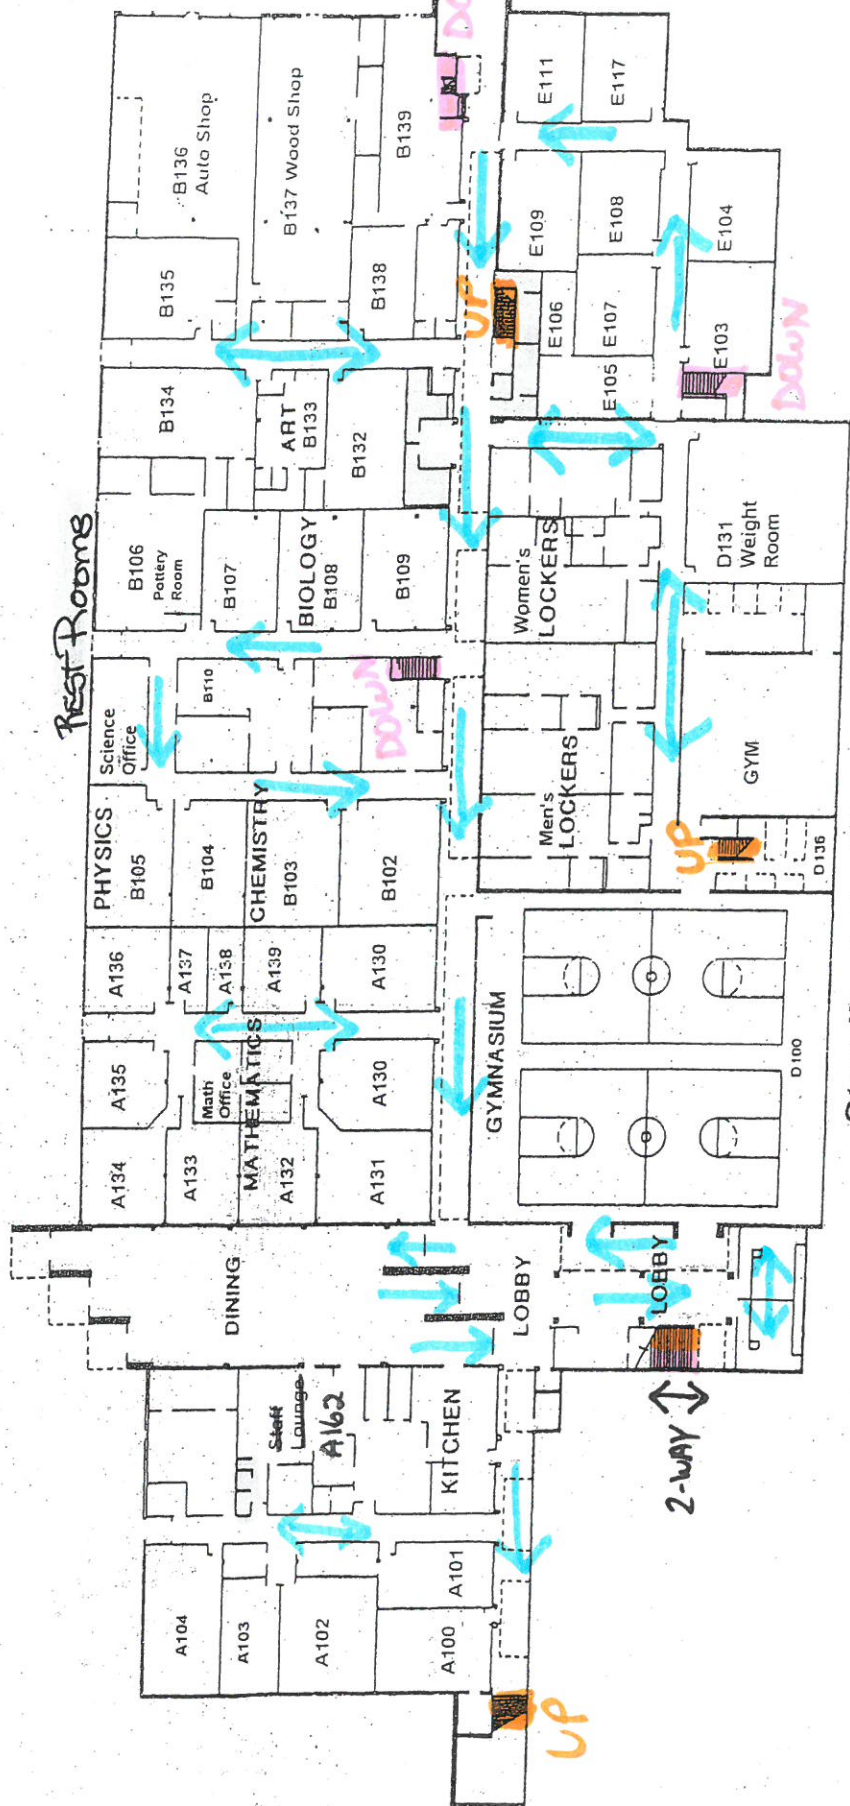 Rest Rooms
B136
Auto Shop
B137 Wood Shop
B139
B135
B138
B134
ART
B133
B132
B106
Pottery
Room
B107
BIOLOGY
B108
B109
Science
Office
B110
DOWN
PHYSICS
B105
B104
CHEMISTRY
B103
B102
A136
A137
A138
A139
A130
A135
Math
Office
MATHEMATICS
A130
A134
A133
A132
A131
DINING
LOBBY
LOBBY
Staff
Lounge
A162
KITCHEN
A104
A103
A102
A101
A100
UP
2-WAY
E111
E117
E109
E108
E104
UP
E106
E107
E105
E103
DOWN
Women's
LOCKERS
D131
Weight
Room
Men's
LOCKERS
GYM
UP
D136
GYMNASIUM
D100